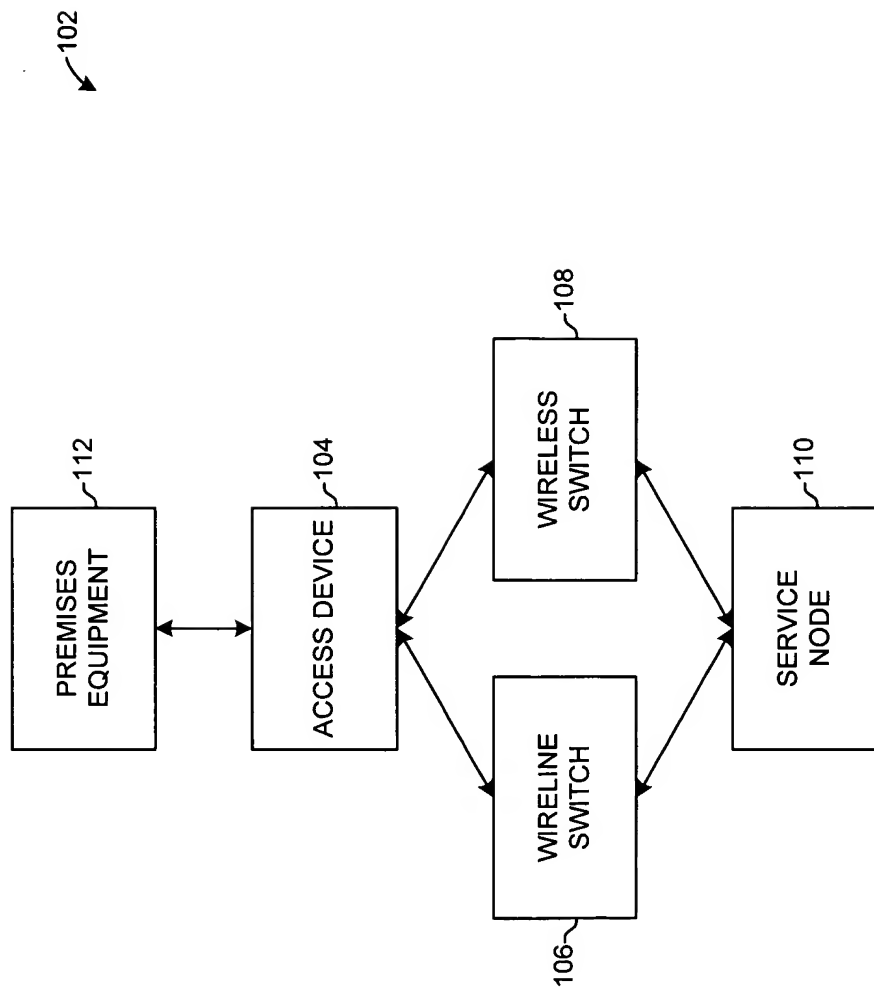 102
112
PREMISES
EQUIPMENT
104
ACCESS DEVICE
108
WIRELESS
SWITCH
WIRELINE
SWITCH
106
110
SERVICE
NODE